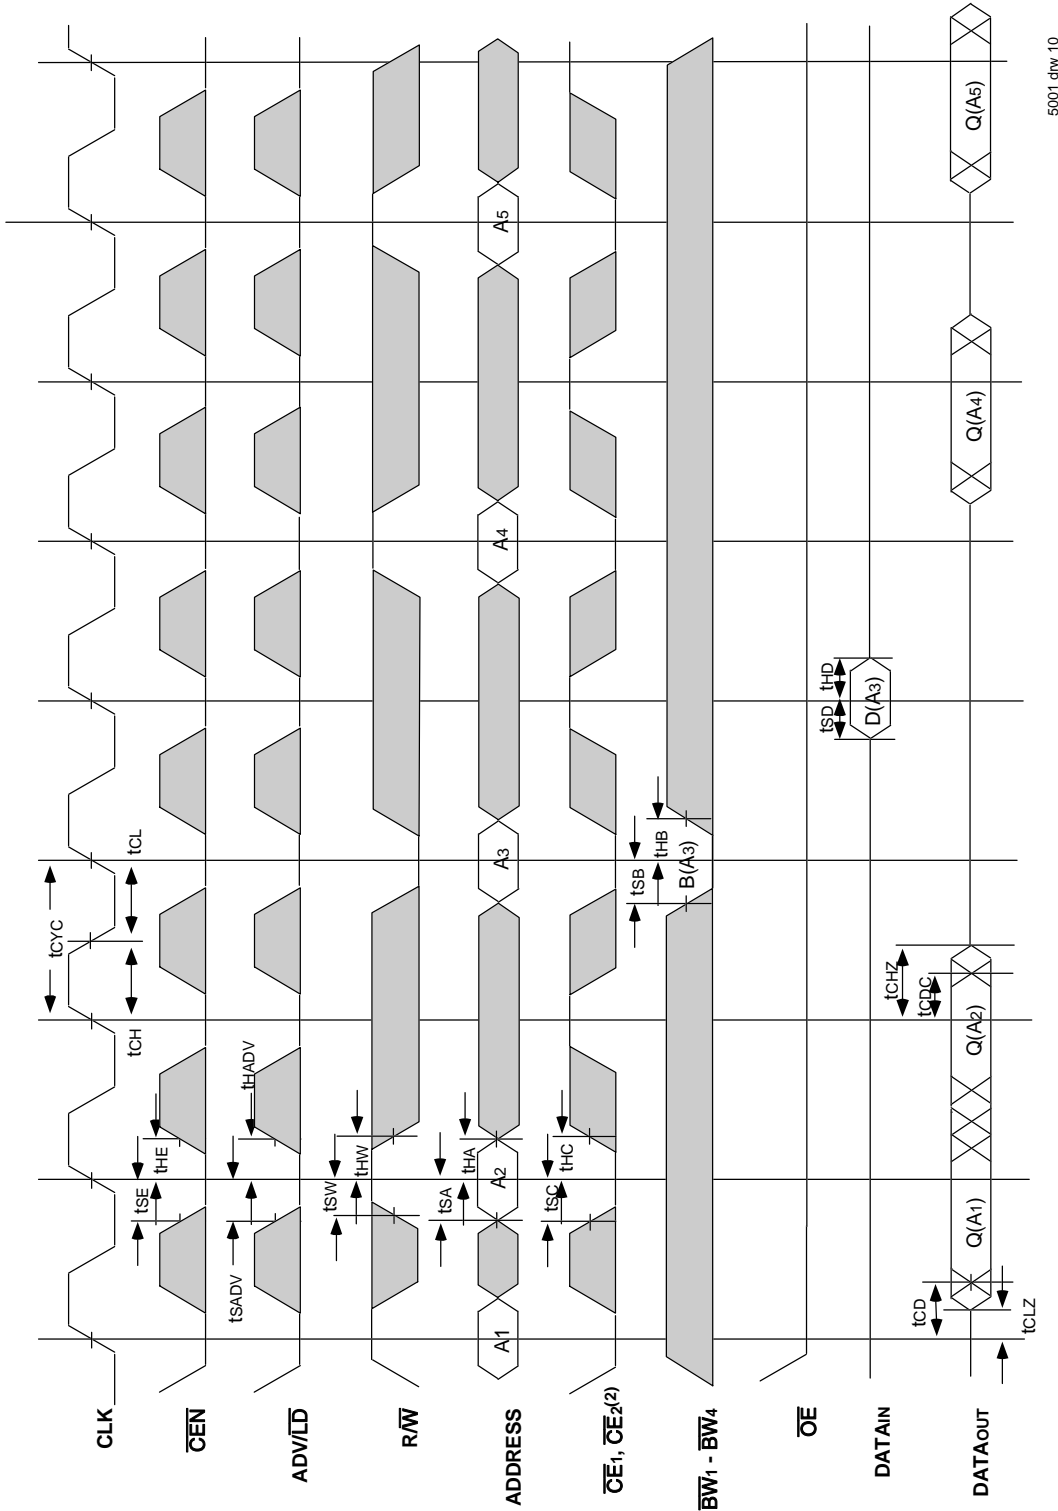 tCYC
tCH
tCL
CLK
tSE
tHE
CEN
tSADV
tHADV
ADV/LD
tSW
tHW
R/W
tSA
tHA
A1
A2
A3
A4
A5
ADDRESS
tSC
tHC
CE1, CE2(2)
tSB
tHB
B(A3)
BW1 - BW4
OE
tSD
tHD
D(A3)
DATAIN
tCD
tCLZ
tCHZ
tCDC
Q(A1)
Q(A2)
Q(A4)
Q(A5)
DATAOUT
5001 drw 10